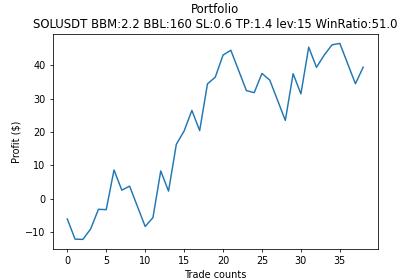 Portfolio
SOLUSDT BBM:2.2 BBL:160 SL:0.6 TP:1.4 lev:15 WinRatio:51.0
Profit ($)
40
30
20
10
0
−10
0 5 10 15 20 25 30 35
Trade counts